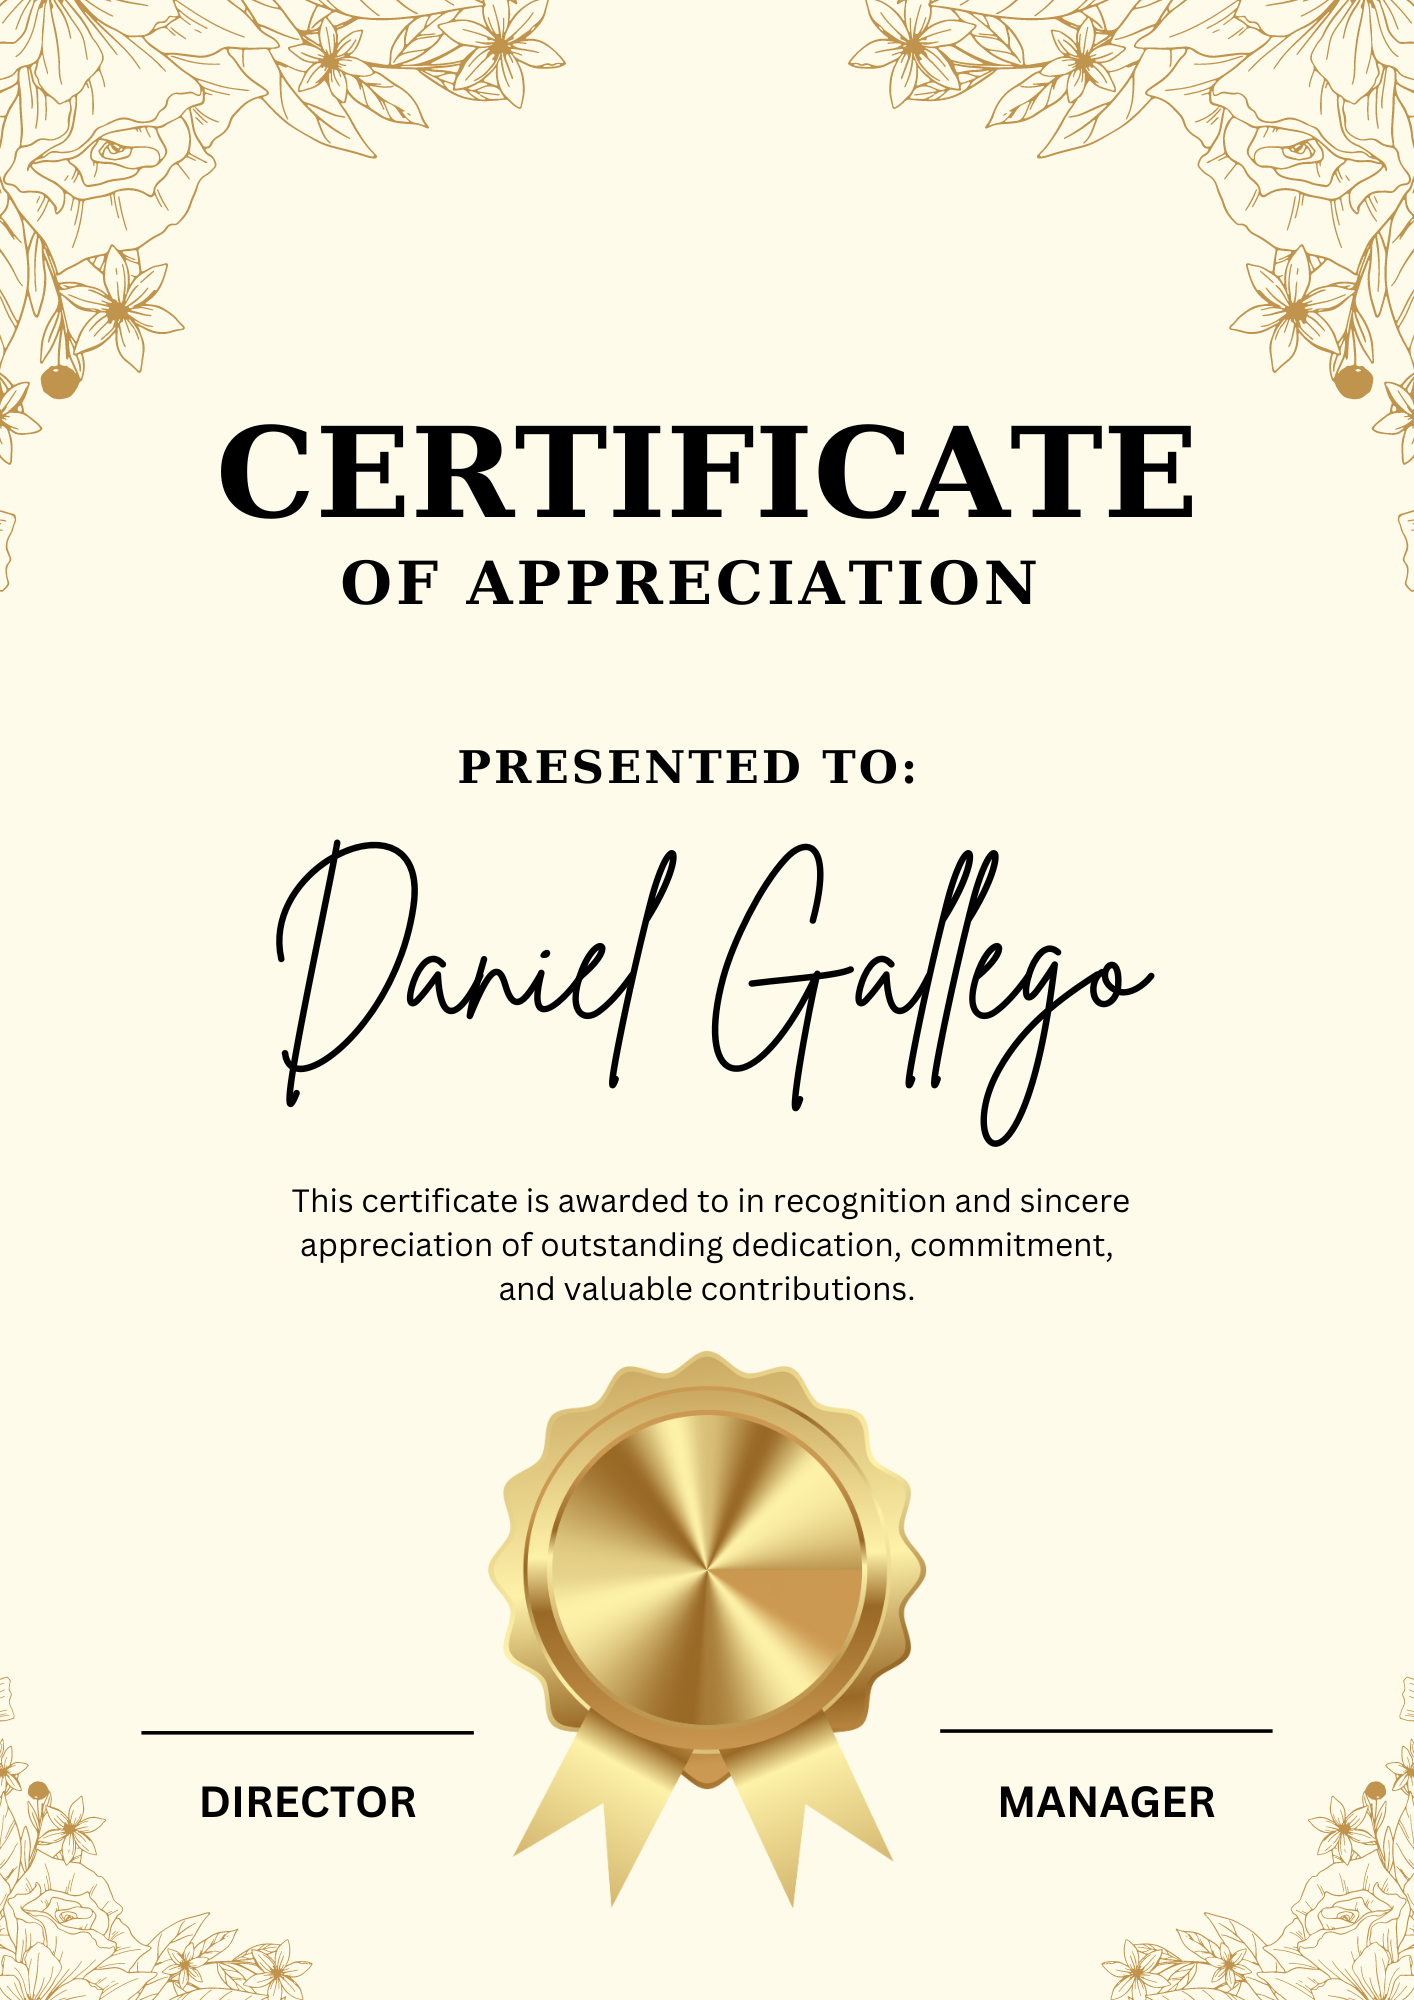 CERTIFICATE
OF APPRECIATION
PRESENTED TO:
Daniel Gallego
This certificate is awarded to in recognition and sincere
appreciation of outstanding dedication, commitment,
and valuable contributions.
DIRECTOR
MANAGER